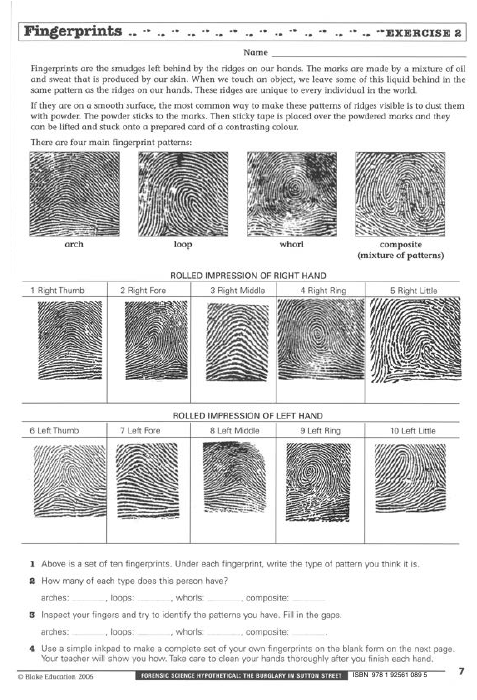 Fingerprints
EXERCISE 2
Name
Fingerprints are the smudges left behind by the ridges on our hands. The marks are made by a mixture of oil
and sweat that is produced by our skin. When we touch an object, we leave some of this liquid behind in the
same pattern as the ridges on our hands. These ridges are unique to every individual in the world.
If they are on a smooth surface, the most common way to make these patterns of ridges visible is to dust them
with powder. The powder sticks to the marks. Then sticky tape is placed over the powdered marks and they
can be lifted and stuck onto a prepared card of a contrasting colour.
There are four main fingerprint patterns:
arch loop whorl composite
(mixture of patterns)
ROLLED IMPRESSION OF RIGHT HAND
1 Right Thumb 2 Right Fore 3 Right Middle 4 Right Ring 5 Right Little
ROLLED IMPRESSION OF LEFT HAND
6 Left Thumb 7 Left Fore 8 Left Middle 9 Left Ring 10 Left Little
1 Above is a set of ten fingerprints. Under each fingerprint, write the type of pattern you think it is.
2 How many of each type does this person have?
arches: , loops: , whorls: , composite:
3 Inspect your fingers and try to identify the patterns you have. Fill in the gaps.
arches: , loops: , whorls: , composite:
4 Use a simple inkpad to make a complete set of your own fingerprints on the blank form on the next page.
Your teacher will show you how. Take care to clean your hands thoroughly after you finish each hand.
© Blake Education 2006 FORENSIC SCIENCE HYPOTHETICAL: THE BURGLARY IN SUTTON STREET ISBN 978 1 92561 089 5 7